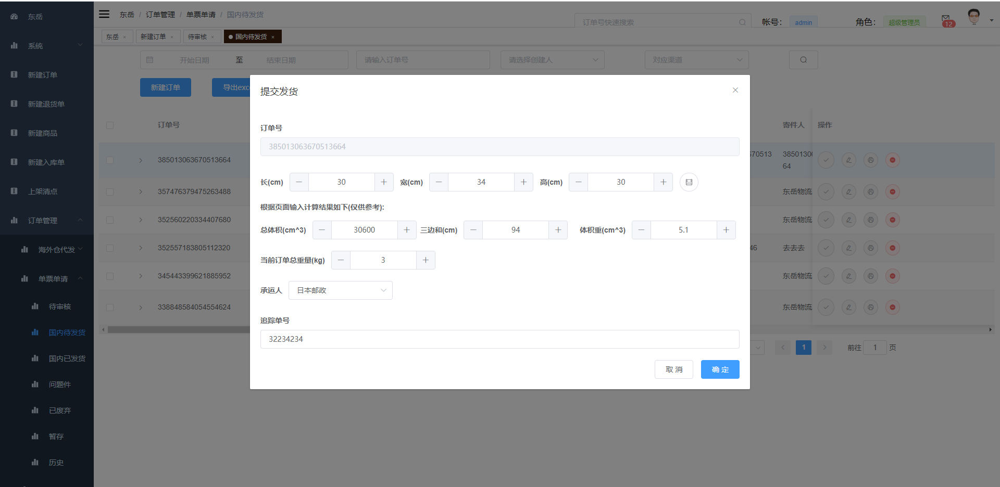 东岳
系统
新建订单
新建退货单
新建商品
新建入库单
上架清点
订单管理
海外仓代发
单票单请
待审核
国内待发货
国内已发货
问题件
已废弃
暂存
历史
东岳 / 订单管理 / 单票单请 / 国内待发货
订单号快速搜索
帐号：
admin
角色：
超级管理员
12
东岳 ×
新建订单 ×
待审核 ×
国内待发货 ×
开始日期 至 结束日期
请输入订单号
请选择创建人
对应渠道
新建订单
导出exc
订单号
寄件人
操作
385013063670513664
670513
3850130
64
357476379475263488
东岳物流
352560220334407680
东岳物流
352557183805112320
46
去去去
345443399621885952
东岳物流
338848584054554624
东岳物流
1
前往 1 页
提交发货
订单号
385013063670513664
长(cm) 30 宽(cm) 34 高(cm) 30
根据页面输入计算结果如下(仅供参考):
总体积(cm^3) 30600 三边和(cm) 94 体积重(cm^3) 5.1
当前订单总重量(kg) 3
承运人 日本邮政
追踪单号
32234234
取 消
确 定